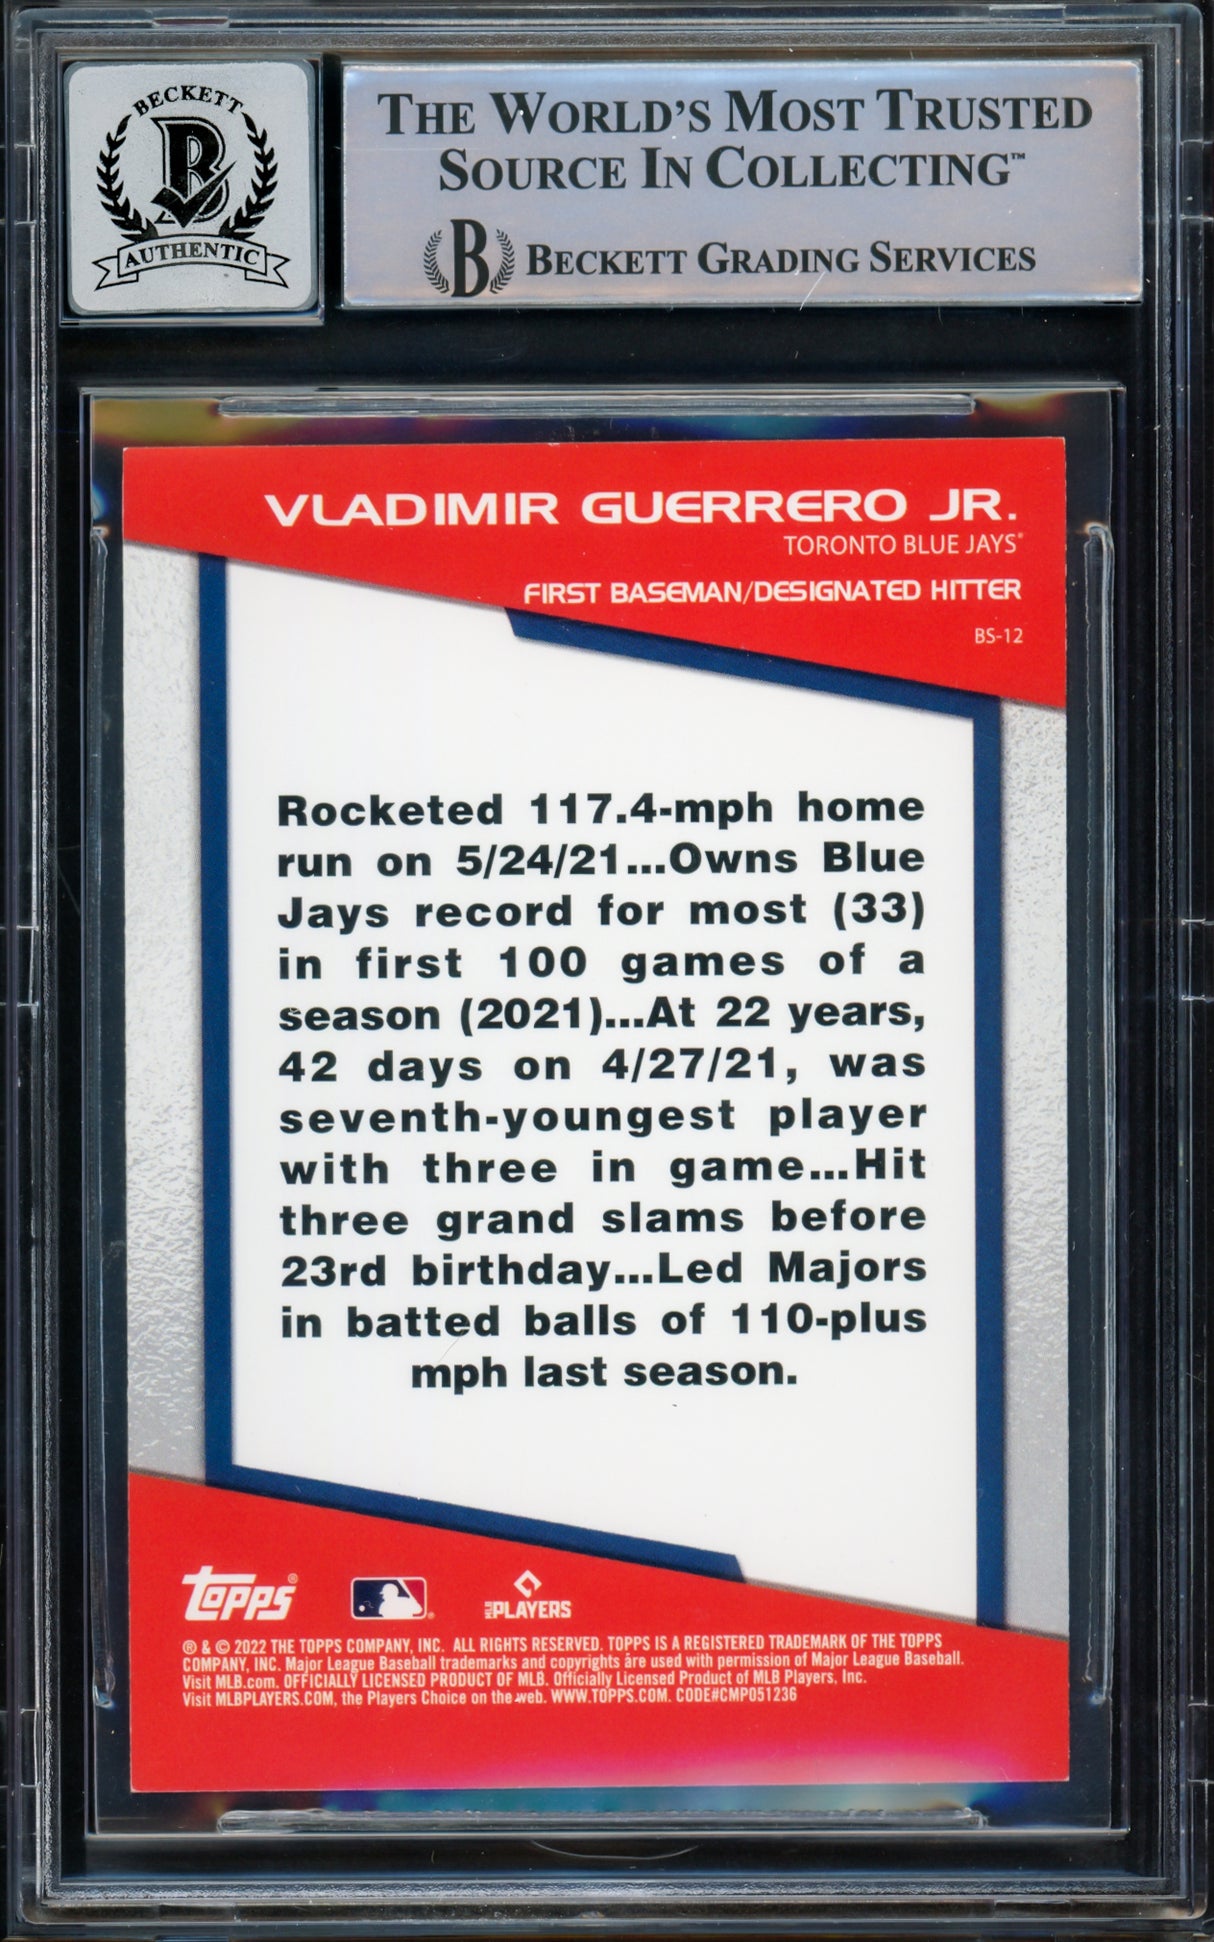 BECKETT
B
AUTHENTIC
THE WORLD'S MOST TRUSTED
SOURCE IN COLLECTING™
B BECKETT GRADING SERVICES
VLADIMIR GUERRERO JR.
TORONTO BLUE JAYS®
FIRST BASEMAN/DESIGNATED HITTER
BS-12
Rocketed 117.4-mph home
run on 5/24/21...Owns Blue
Jays record for most (33)
in first 100 games of a
season (2021)...At 22 years,
42 days on 4/27/21, was
seventh-youngest player
with three in game...Hit
three grand slams before
23rd birthday...Led Majors
in batted balls of 110-plus
mph last season.
Topps® MLB PLAYERS
® & © 2022 THE TOPPS COMPANY, INC. ALL RIGHTS RESERVED. TOPPS IS A REGISTERED TRADEMARK OF THE TOPPS
COMPANY, INC. Major League Baseball trademarks and copyrights are used with permission of Major League Baseball.
Visit MLB.com. OFFICIALLY LICENSED PRODUCT OF MLB. Officially Licensed Product of MLB Players, Inc.
Visit MLBPLAYERS.COM, the Players Choice on the web. WWW.TOPPS.COM. CODE#CMP051236